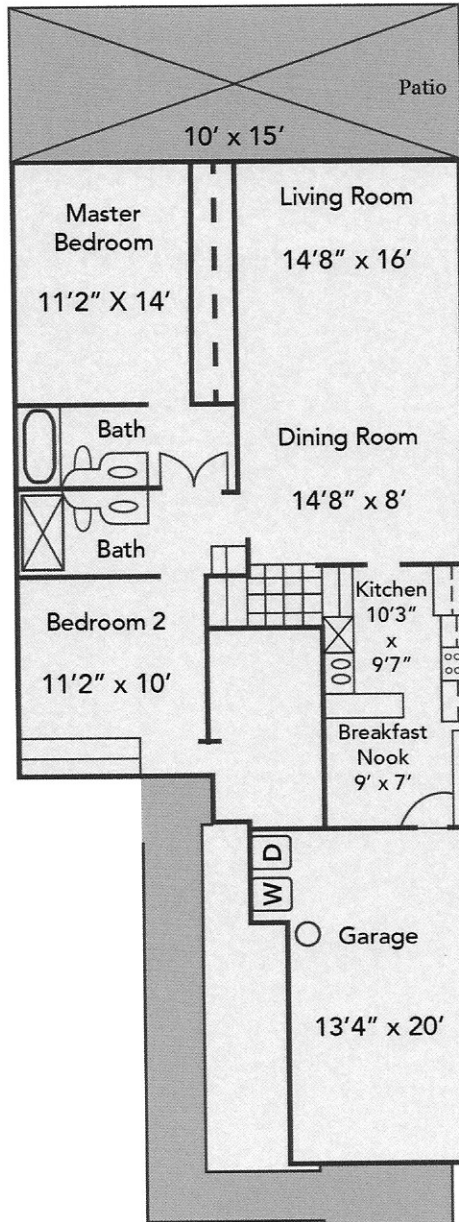 Patio
10' x 15'
Master
Bedroom
11'2" X 14'
Living Room
14'8" x 16'
Bath
Dining Room
14'8" x 8'
Bath
Bedroom 2
11'2" x 10'
Kitchen
10'3"
x
9'7"
Breakfast
Nook
9' x 7'
D
W
Garage
13'4" x 20'